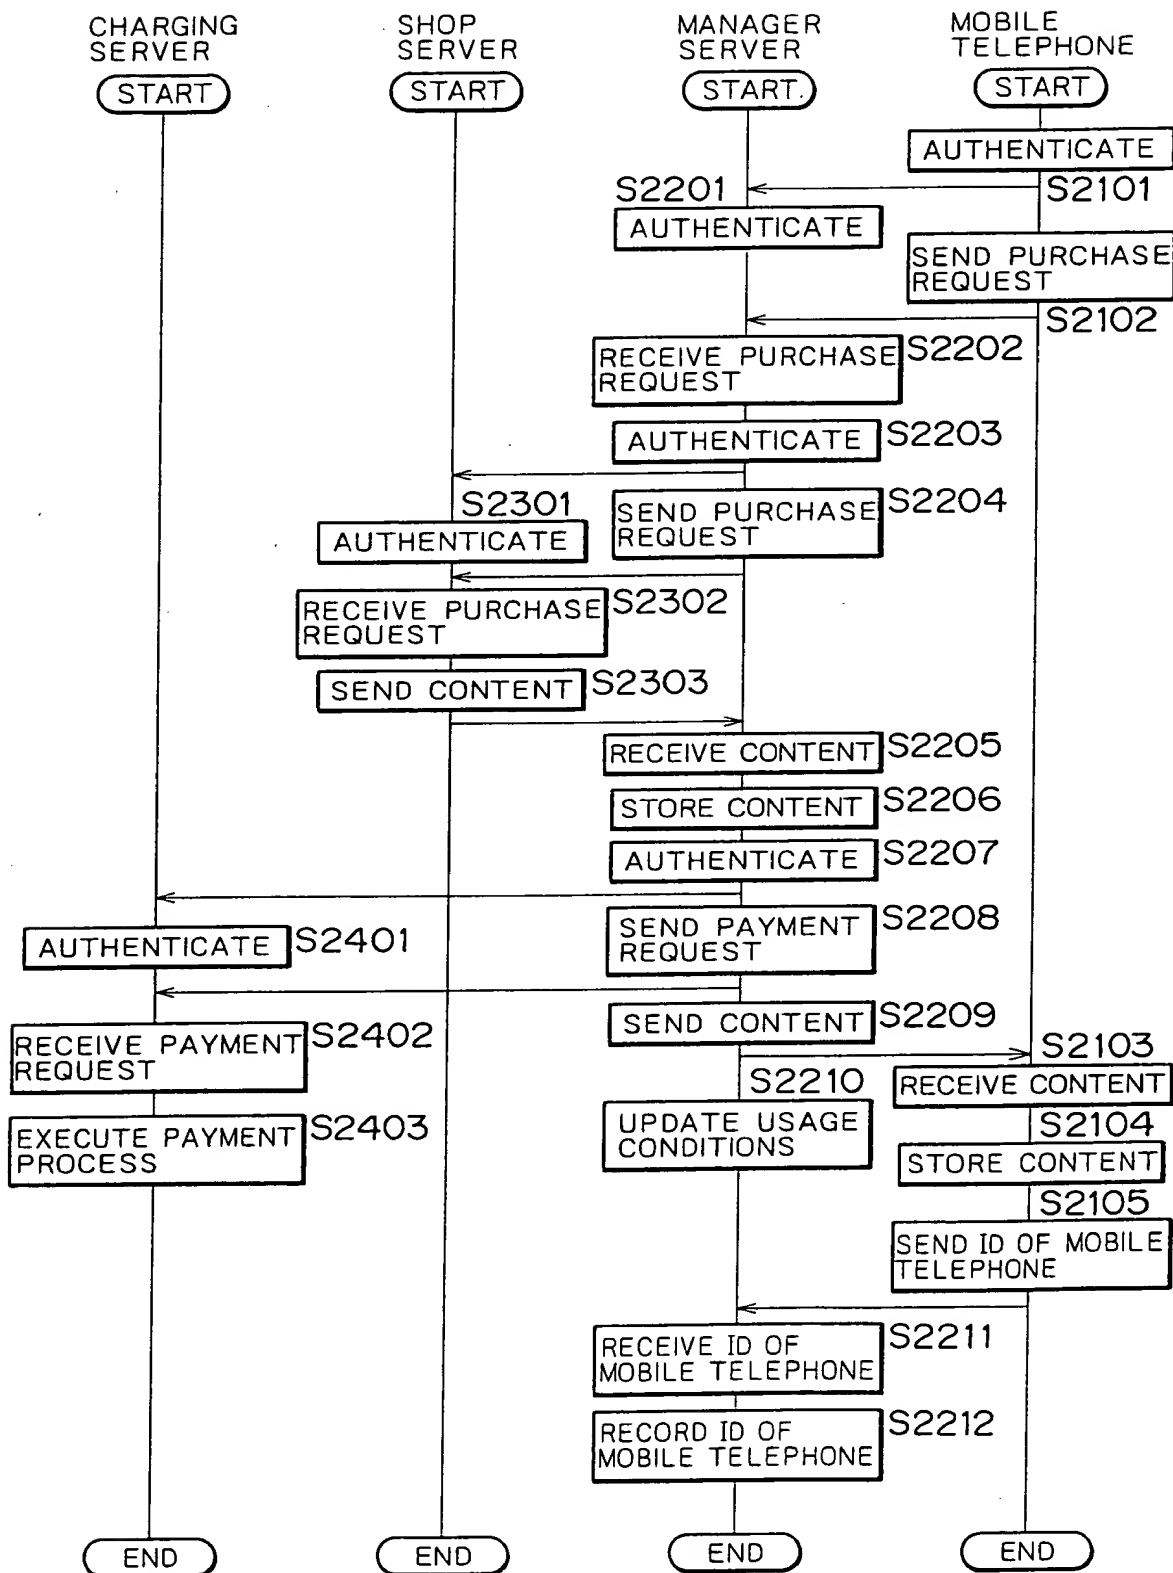 CHARGING
SERVER
SHOP
SERVER
MANAGER
SERVER
MOBILE
TELEPHONE
START
START
START
START
AUTHENTICATE
S2101
S2201
AUTHENTICATE
SEND PURCHASE
REQUEST
S2102
RECEIVE PURCHASE
REQUEST
S2202
AUTHENTICATE
S2203
S2301
AUTHENTICATE
SEND PURCHASE
REQUEST
S2204
RECEIVE PURCHASE
REQUEST
S2302
SEND CONTENT
S2303
RECEIVE CONTENT
S2205
STORE CONTENT
S2206
AUTHENTICATE
S2207
SEND PAYMENT
REQUEST
S2208
AUTHENTICATE
S2401
SEND CONTENT
S2209
RECEIVE PAYMENT
REQUEST
S2402
S2103
RECEIVE CONTENT
S2210
UPDATE USAGE
CONDITIONS
EXECUTE PAYMENT
PROCESS
S2403
S2104
STORE CONTENT
S2105
SEND ID OF MOBILE
TELEPHONE
RECEIVE ID OF
MOBILE TELEPHONE
S2211
RECORD ID OF
MOBILE TELEPHONE
S2212
END
END
END
END